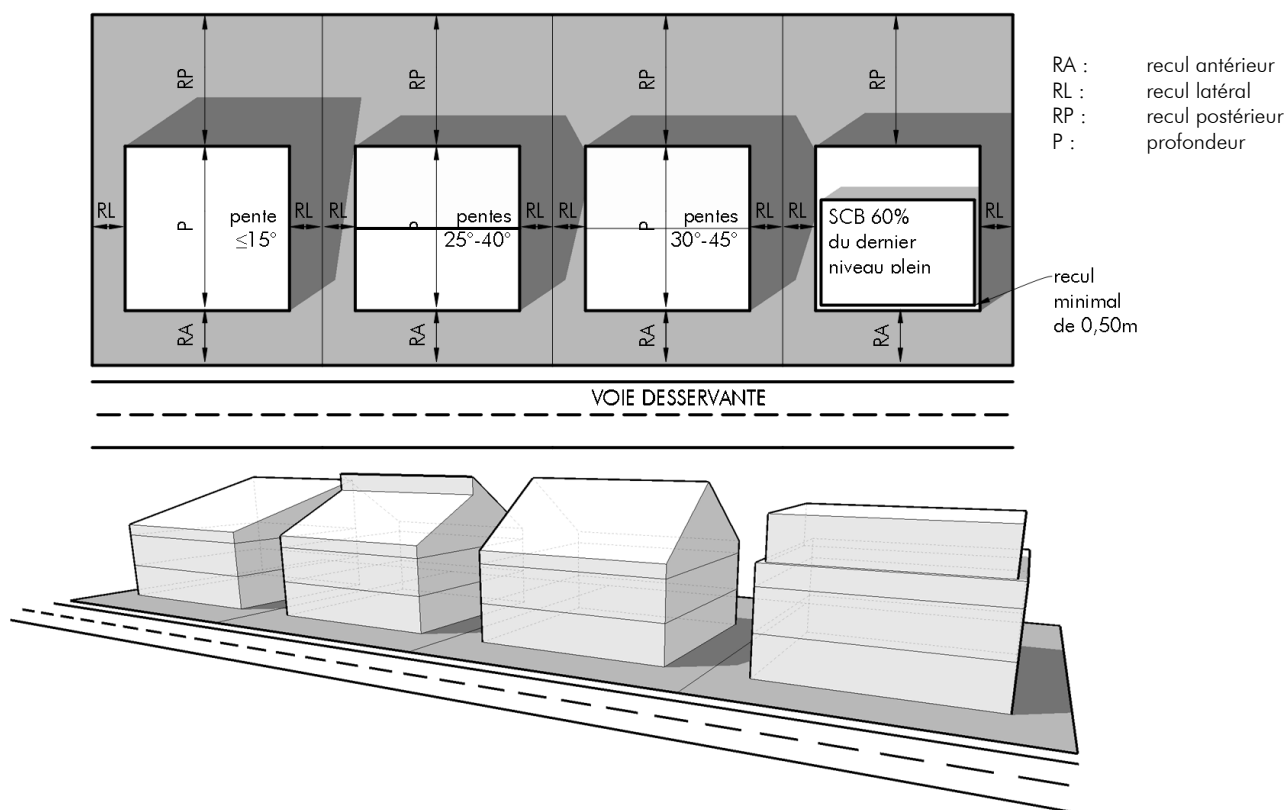 RP
RP
RP
RP
RA : recul antérieur
RL : recul latéral
RP : recul postérieur
P : profondeur
RL
P
pente
≤15°
RL
RL
P
pentes
25°-40°
RL
RL
P
pentes
30°-45°
RL
RL
SCB 60%
du dernier
niveau plein
RL
recul
minimal
de 0,50m
RA
RA
RA
RA
VOIE DESSERVANTE